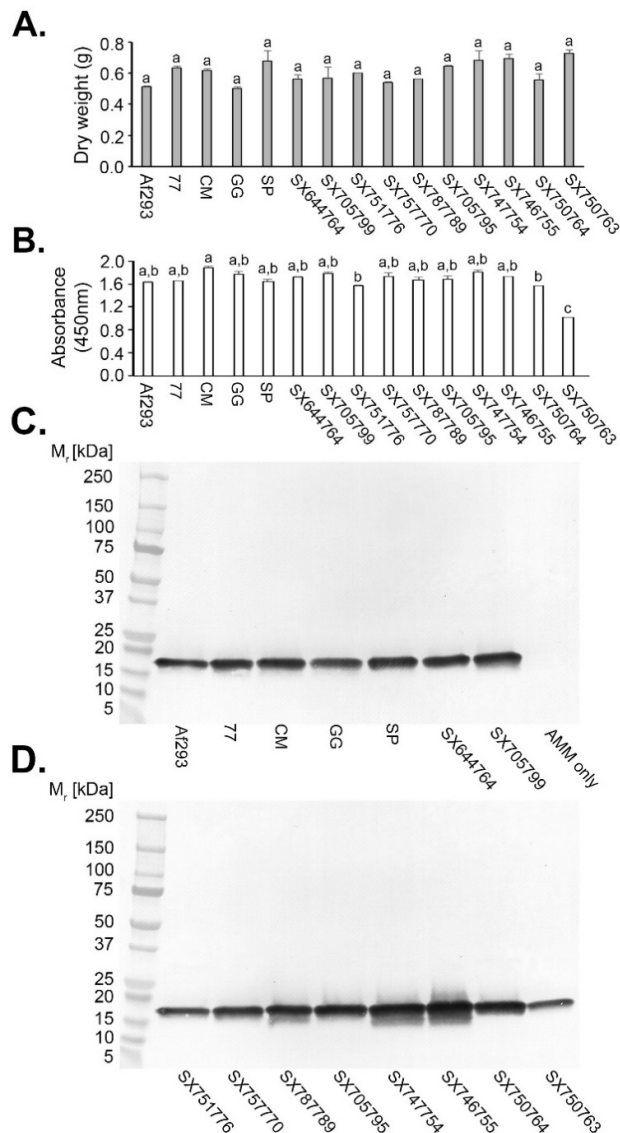 A.
Dry weight (g)
0.8
0.6
0.4
0.2
0.0
a a a a a a a a a a a a a a a
Af293 77 CM GG SP SX644764 SX705799 SX751776 SX757770 SX787789 SX705795 SX747754 SX746755 SX750764 SX750763
B.
Absorbance
(450nm)
2.0
1.6
1.2
0.8
0.4
0.0
a,b a,b a a,b a,b a,b a,b b a,b a,b a,b a,b a,b b c
Af293 77 CM GG SP SX644764 SX705799 SX751776 SX757770 SX787789 SX705795 SX747754 SX746755 SX750764 SX750763
C.
Mr [kDa]
250
150
100
75
50
37
25
20
15
10
5
Af293 77 CM GG SP SX644764 SX705799 AMM only
D.
Mr [kDa]
250
150
100
75
50
37
25
20
15
10
5
SX751776 SX757770 SX787789 SX705795 SX747754 SX746755 SX750764 SX750763